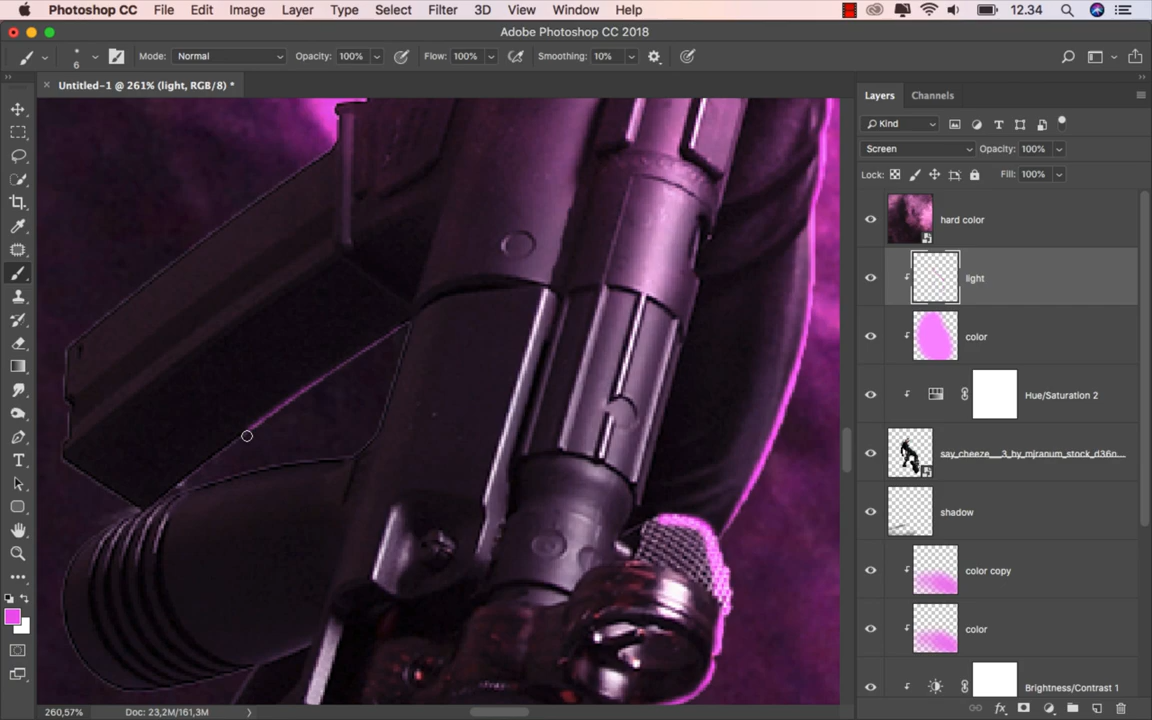 Photoshop CC File Edit Image Layer Type Select Filter 3D View Window Help 12.34
Adobe Photoshop CC 2018
6 Mode: Normal Opacity: 100% Flow: 100% Smoothing: 10%
× Untitled-1 @ 261% (light, RGB/8) *
Layers Channels
Kind
Screen Opacity: 100%
Lock: Fill: 100%
hard color
light
color
Hue/Saturation 2
say_cheeze___3_by_mjranum_stock_d36o...
shadow
color copy
color
Brightness/Contrast 1
260,57% Doc: 23,2M/161,3M